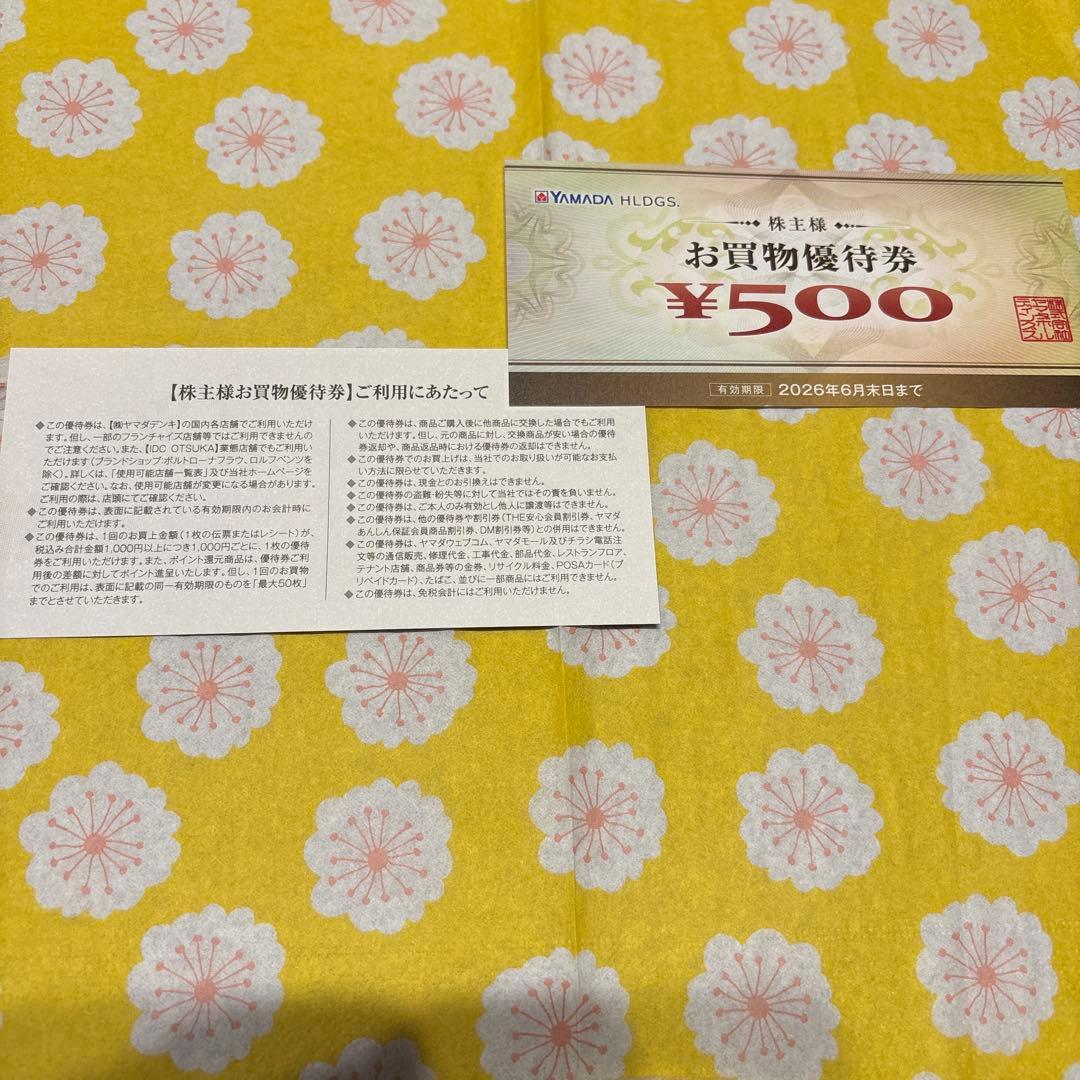 YAMADA HLDGS.
株主様
お買物優待券
¥500
有効期限 2026年6月末日まで
【株主様お買物優待券】ご利用にあたって
◆この優待券は、【㈱ヤマダデンキ】の国内各店舗でご利用いただけ
ます。但し、一部のフランチャイズ店舗等ではご利用できませんの
でご注意ください。また、【IDC OTSUKA】業態店舗でもご利用い
ただけます(ブランドショップ・ポルトローナフラウ、ロルフベンツを
除く)。詳しくは、「使用可能店舗一覧表」及び当社ホームページを
ご確認ください。なお、使用可能店舗が変更になる場合があります。
ご利用の際は、店頭にてご確認ください。
◆この優待券は、表面に記載されている有効期限内のお会計時に
ご利用いただけます。
◆この優待券は、1回のお買上金額(1枚の伝票またはレシート)が、
税込み合計金額1,000円以上につき1,000円ごとに、1枚の優待
券をご利用いただけます。また、ポイント還元商品は、優待券ご利
用後の差額に対してポイント進呈いたします。但し、1回のお買物
でのご利用は、表面に記載の同一有効期限のものを「最大50枚」
までとさせていただきます。
◆この優待券は、商品ご購入後に他商品に交換した場合でもご利用
いただけます。但し、元の商品に対し、交換商品が安い場合の優待
券返却や、商品返品時における優待券の返却はできません。
◆この優待券でのお買上げは、当社でのお取り扱いが可能なお支払
い方法に限らせていただきます。
◆この優待券は、現金とのお引換えはできません。
◆この優待券の盗難・紛失等に対して当社ではその責を負いません。
◆この優待券は、ご本人のみ有効とし他人に譲渡等はできません。
◆この優待券は、他の優待券や割引券(THE安心会員割引券、ヤマダ
あんしん保証会員商品割引券、DM割引券等)との併用はできません。
◆この優待券は、ヤマダウェブコム、ヤマダモール及びチラシ電話注
文等の通信販売、修理代金、工事代金、部品代金、レストランフロア、
テナント店舗、商品券等の金券、リサイクル料金、POSAカード(プ
リペイドカード)、たばこ、並びに一部商品にはご利用できません。
◆この優待券は、免税会計にはご利用いただけません。